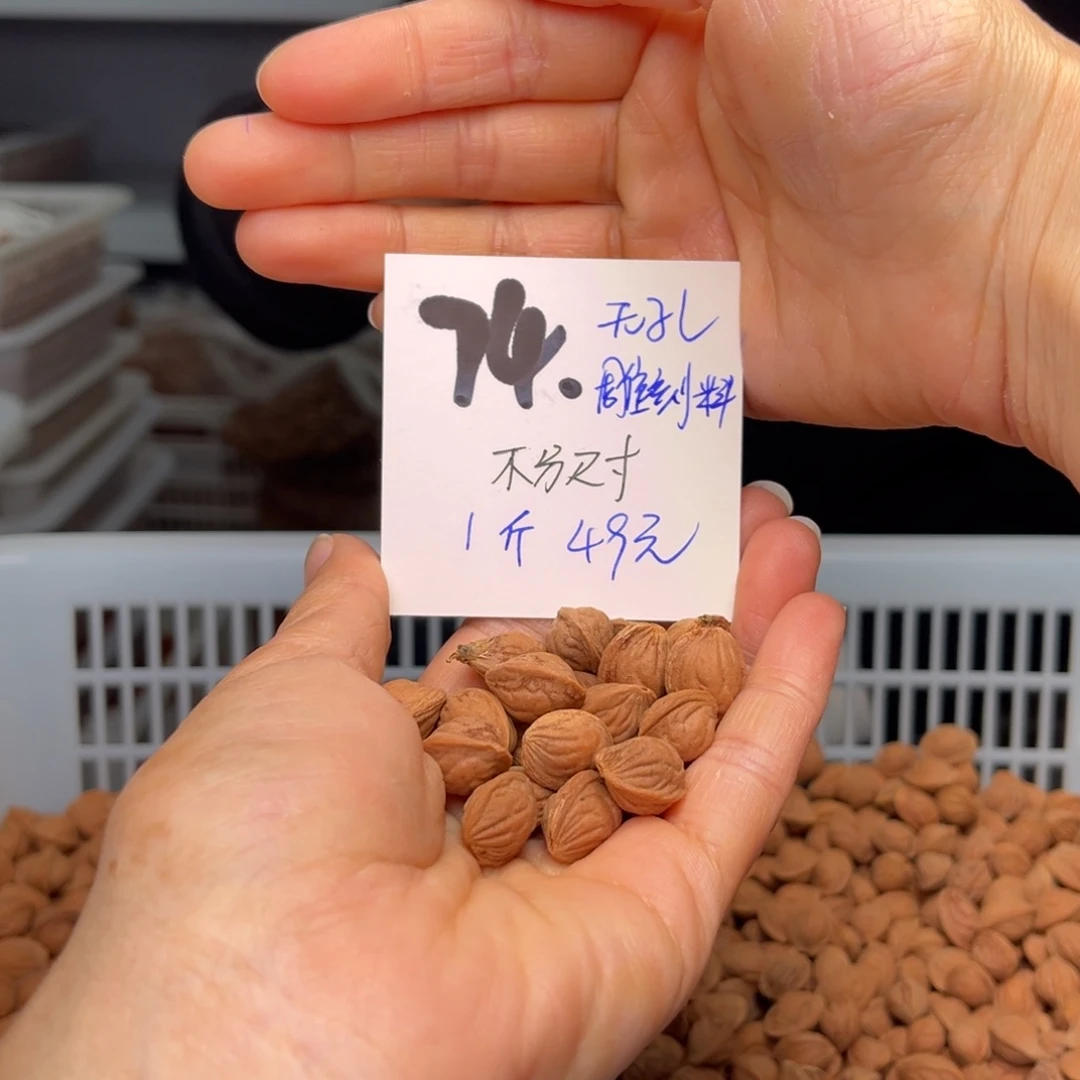 74.
无孔
雕刻料
不分尺寸
1斤 49元